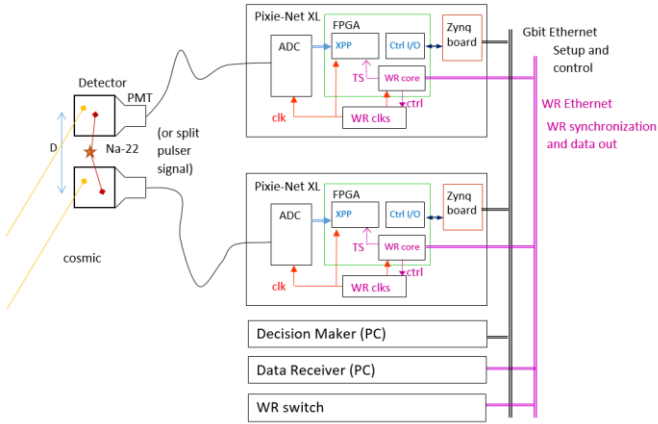 Pixie-Net XL
FPGA
ADC
XPP
Ctrl I/O
Zynq
board
TS
WR core
clk
ctrl
WR clks
Gbit Ethernet
Setup and
control
WR Ethernet
WR synchronization
and data out
Detector
PMT
D
Na-22
(or split
pulser
signal)
cosmic
Pixie-Net XL
FPGA
ADC
XPP
Ctrl I/O
Zynq
board
TS
WR core
clk
ctrl
WR clks
Decision Maker (PC)
Data Receiver (PC)
WR switch